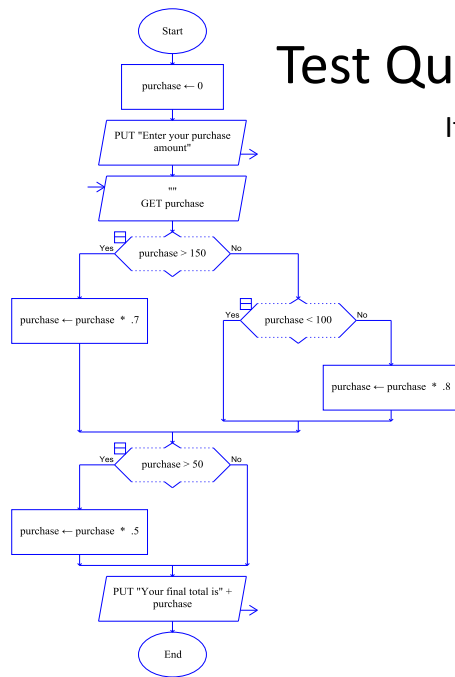 Start
Test Qu
purchase ← 0
PUT "Enter your purchase
amount"
""
GET purchase
purchase > 150
Yes
No
purchase ← purchase * .7
purchase < 100
Yes
No
purchase ← purchase * .8
purchase > 50
Yes
No
purchase ← purchase * .5
PUT "Your final total is" +
purchase
End